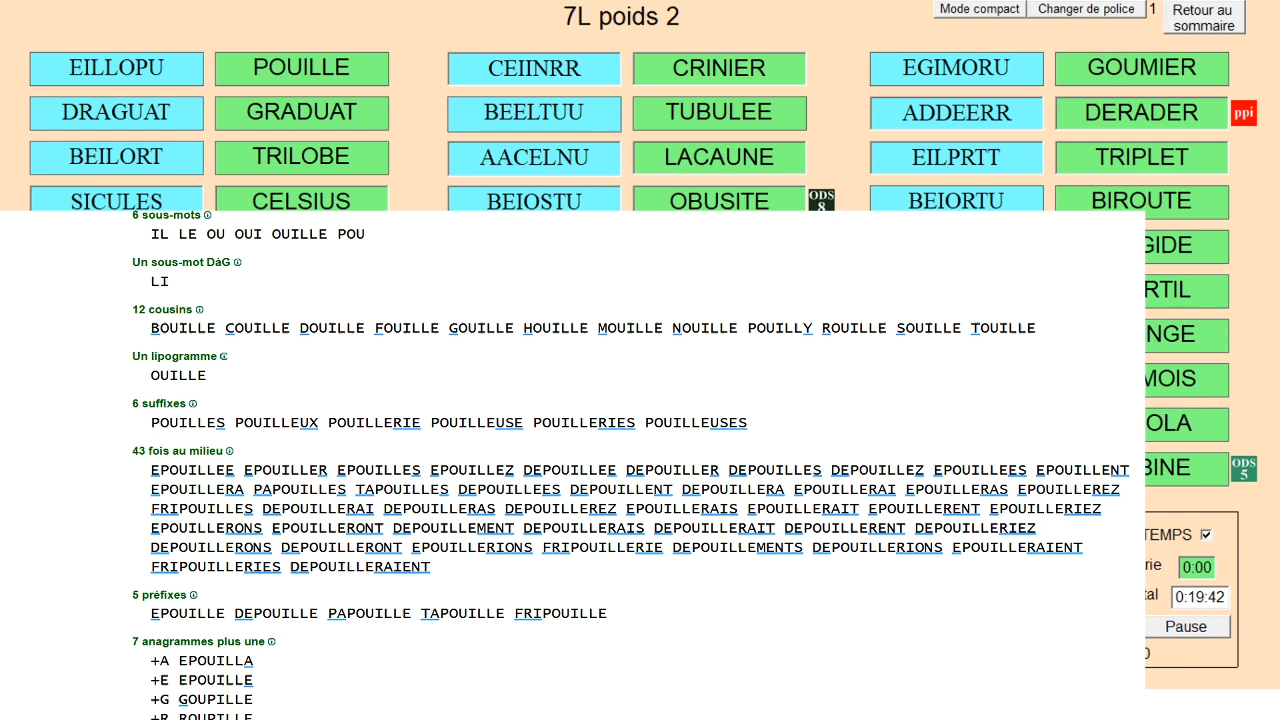 7L poids 2
Mode compact Changer de police 1 Retour au sommaire
EILLOPU POUILLE CEIINRR CRINIER EGIMORU GOUMIER
DRAGUAT GRADUAT BEELTUU TUBULEE ADDEERR DERADER ppi
BEILORT TRILOBE AACELNU LACAUNE EILPRTT TRIPLET
SICULES CELSIUS BEIOSTU OBUSITE ODS 8 BEIORTU BIROUTE
6 sous-mots
IL LE OU OUI OUILLE POU
GIDE
Un sous-mot DàG
LI
RTIL
12 cousins
BOUILLE COUILLE DOUILLE FOUILLE GOUILLE HOUILLE MOUILLE NOUILLE POUILLY ROUILLE SOUILLE TOUILLE
NGE
Un lipogramme
OUILLE
MOIS
6 suffixes
POUILLES POUILLEUX POUILLERIE POUILLEUSE POUILLERIES POUILLEUSES
OLA
43 fois au milieu
EPOUILLEE EPOUILLER EPOUILLES EPOUILLEZ DEPOUILLEE DEPOUILLER DEPOUILLES DEPOUILLEZ EPOUILLEES EPOUILLENT
BINE ODS 5
EPOUILLERA PAPOUILLES TAPOUILLES DEPOUILLEES DEPOUILLENT DEPOUILLERA EPOUILLERAI EPOUILLERAS EPOUILLEREZ
FRIPOUILLES DEPOUILLERAI DEPOUILLERAS DEPOUILLEREZ EPOUILLERAIS EPOUILLERAIT EPOUILLERENT EPOUILLERIEZ
EPOUILLERONS EPOUILLERONT DEPOUILLEMENT DEPOUILLERAIS DEPOUILLERAIT DEPOUILLERENT DEPOUILLERIEZ
TEMPS
DEPOUILLERONS DEPOUILLERONT EPOUILLERIONS FRIPOUILLERIE DEPOUILLEMENTS DEPOUILLERIONS EPOUILLERAIENT
FRIPOUILLERIES DEPOUILLERAIENT
rie 0:00
5 préfixes
tal 0:19:42
EPOUILLE DEPOUILLE PAPOUILLE TAPOUILLE FRIPOUILLE
Pause
7 anagrammes plus une
+A EPOUILLA
+E EPOUILLE
+G GOUPILLE
+R ROUPILLE